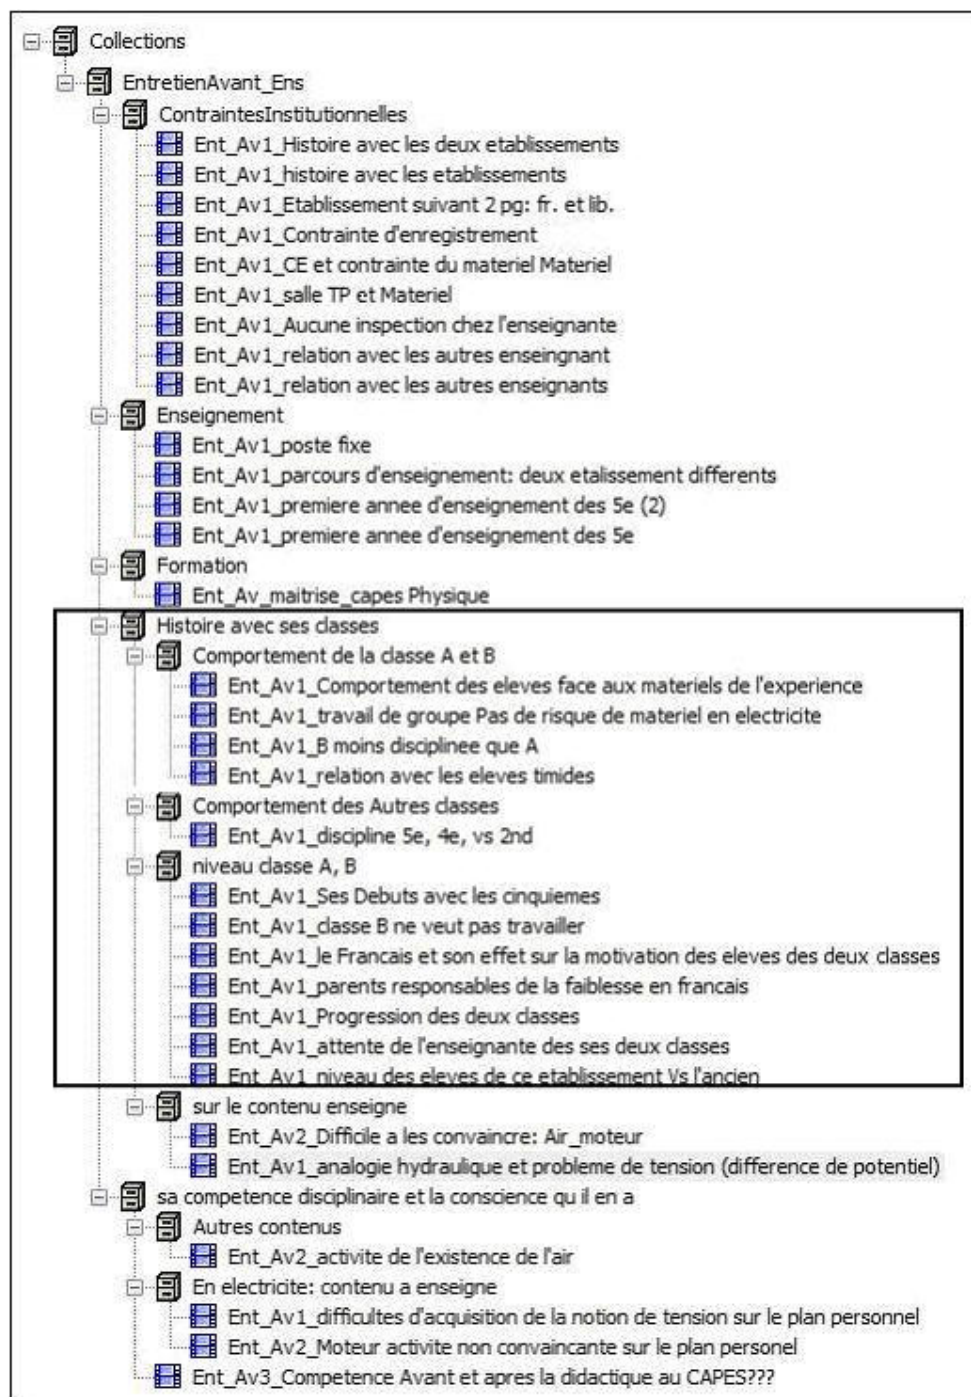 Collections
EntretienAvant_Ens
ContraintesInstitutionnelles
Ent_Av1_Histoire avec les deux etablissements
Ent_Av1_histoire avec les etablissements
Ent_Av1_Etablissement suivant 2 pg: fr. et lib.
Ent_Av1_Contrainte d'enregistrement
Ent_Av1_CE et contrainte du materiel Materiel
Ent_Av1_salle TP et Materiel
Ent_Av1_Aucune inspection chez l'enseignante
Ent_Av1_relation avec les autres enseingnant
Ent_Av1_relation avec les autres enseignants
Enseignement
Ent_Av1_poste fixe
Ent_Av1_parcours d'enseignement: deux etalissement differents
Ent_Av1_premiere annee d'enseignement des 5e (2)
Ent_Av1_premiere annee d'enseignement des 5e
Formation
Ent_Av_maitrise_capes Physique
Histoire avec ses classes
Comportement de la classe A et B
Ent_Av1_Comportement des eleves face aux materiels de l'experience
Ent_Av1_travail de groupe Pas de risque de materiel en electricite
Ent_Av1_B moins disciplinee que A
Ent_Av1_relation avec les eleves timides
Comportement des Autres classes
Ent_Av1_discipline 5e, 4e, vs 2nd
niveau classe A, B
Ent_Av1_Ses Debuts avec les cinquiemes
Ent_Av1_classe B ne veut pas travailler
Ent_Av1_le Francais et son effet sur la motivation des eleves des deux classes
Ent_Av1_parents responsables de la faiblesse en francais
Ent_Av1_Progression des deux classes
Ent_Av1_attente de l'enseignante des ses deux classes
Ent_Av1_niveau des eleves de ce etablissement Vs l'ancien
sur le contenu enseigne
Ent_Av2_Difficile a les convaincre: Air_moteur
Ent_Av1_analogie hydraulique et probleme de tension (difference de potentiel)
sa competence disciplinaire et la conscience qu il en a
Autres contenus
Ent_Av2_activite de l'existence de l'air
En electricite: contenu a enseigne
Ent_Av1_difficultes d'acquisition de la notion de tension sur le plan personnel
Ent_Av2_Moteur activite non convaincante sur le plan personel
Ent_Av3_Competence Avant et apres la didactique au CAPES???